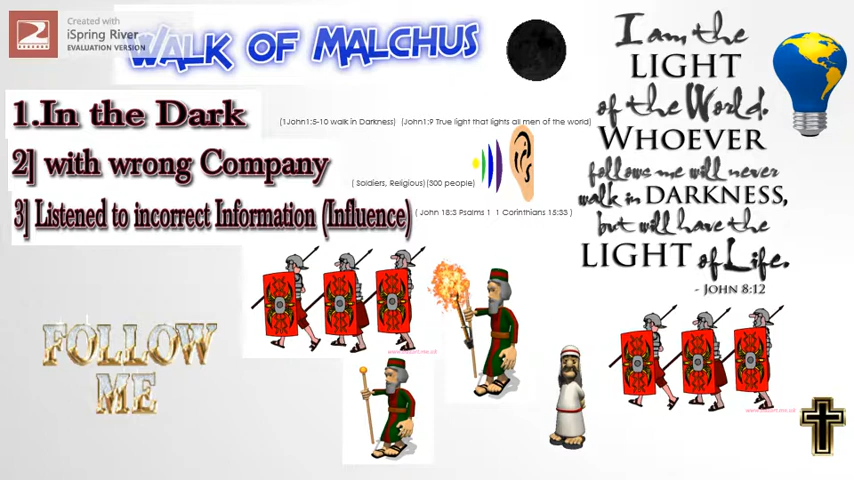 Created with
iSpring River
EVALUATION VERSION
WALK OF MALCHUS
1.In the Dark
(1John1:5-10 walk in Darkness) (John1:9 True light that lights all men of the world)
2] with wrong Company
( Soldiers, Religious)(300 people)
3] Listened to incorrect Information (Influence)
( John 18:3 Psalms 1 1 Corinthians 15:33 )
I am the
LIGHT
of the World.
WHOEVER
follows me will never
walk in DARKNESS,
but will have the
LIGHT of Life.
- JOHN 8:12
FOLLOW
ME